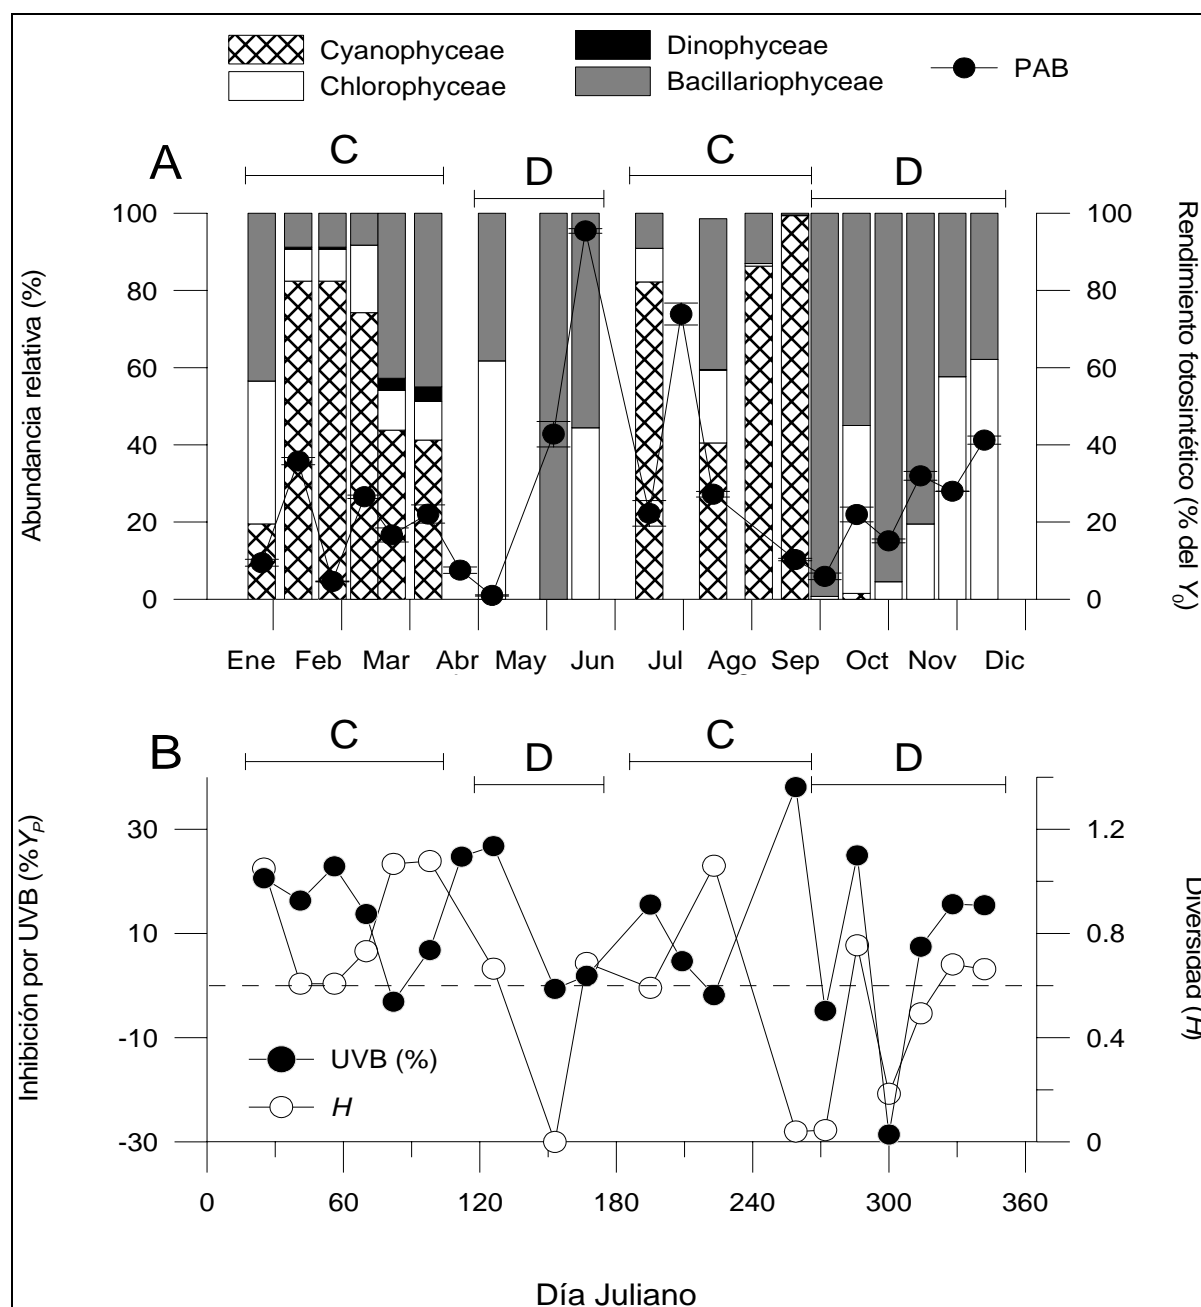 Cyanophyceae
Chlorophyceae
Dinophyceae
Bacillariophyceae
PAB
A
C
D
C
D
100
80
60
40
20
0
Abundancia relativa (%)
100
80
60
40
20
0
Rendimiento fotosintético (% del Y0)
Ene Feb Mar Abr May Jun Jul Ago Sep Oct Nov Dic
B
C
D
C
D
30
10
-10
-30
Inhibición por UVB (%YP)
1.2
0.8
0.4
0
Diversidad (H)
UVB (%)
H
0 60 120 180 240 300 360
Día Juliano